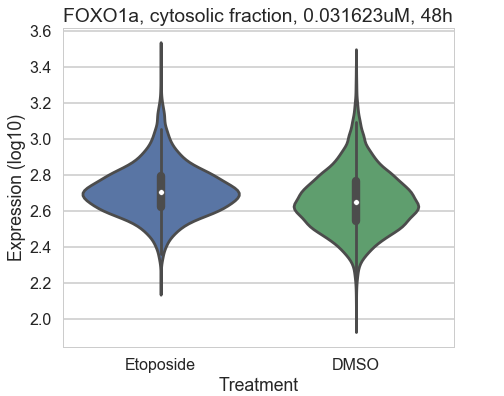 FOXO1a, cytosolic fraction, 0.031623uM, 48h
3.6
3.4
3.2
3.0
2.8
2.6
2.4
2.2
2.0
Expression (log10)
Etoposide DMSO
Treatment